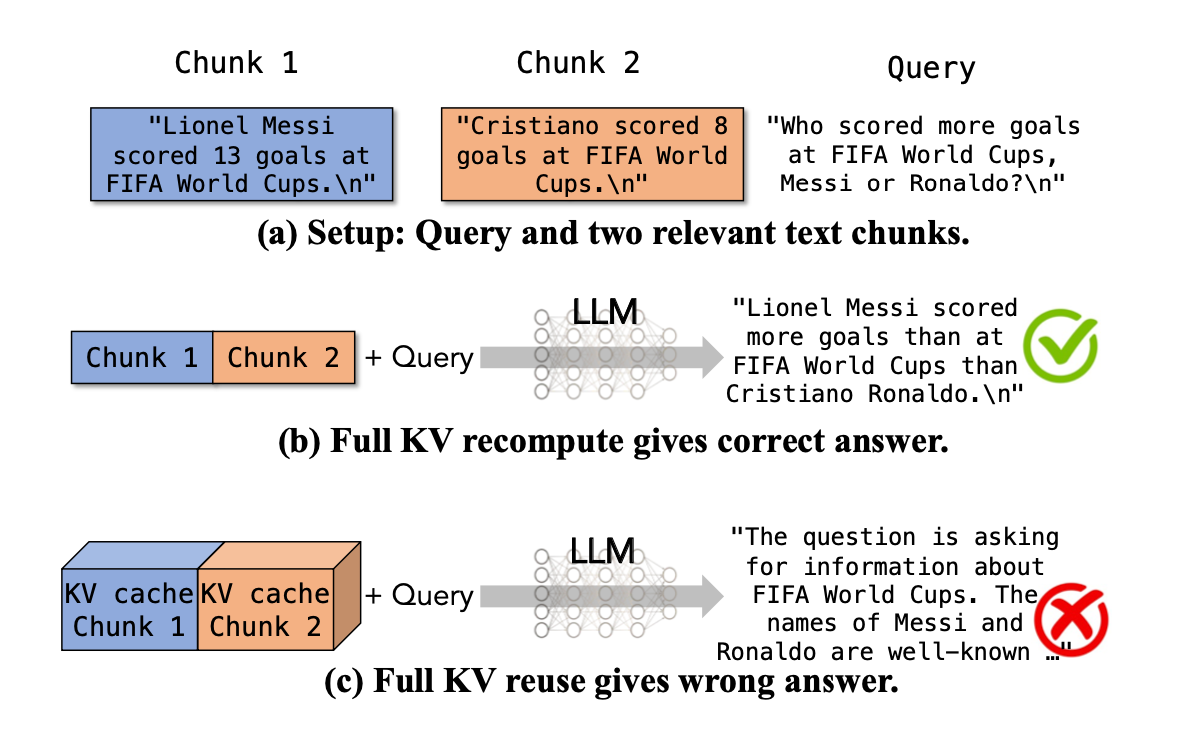 Chunk 1
Chunk 2
Query
"Lionel Messi
scored 13 goals at
FIFA World Cups.\n"
"Cristiano scored 8
goals at FIFA World
Cups.\n"
"Who scored more goals
at FIFA World Cups,
Messi or Ronaldo?\n"
(a) Setup: Query and two relevant text chunks.
Chunk 1
Chunk 2
+ Query
LLM
"Lionel Messi scored
more goals than at
FIFA World Cups than
Cristiano Ronaldo.\n"
(b) Full KV recompute gives correct answer.
KV cache
Chunk 1
KV cache
Chunk 2
+ Query
LLM
"The question is asking
for information about
FIFA World Cups. The
names of Messi and
Ronaldo are well-known …"
(c) Full KV reuse gives wrong answer.